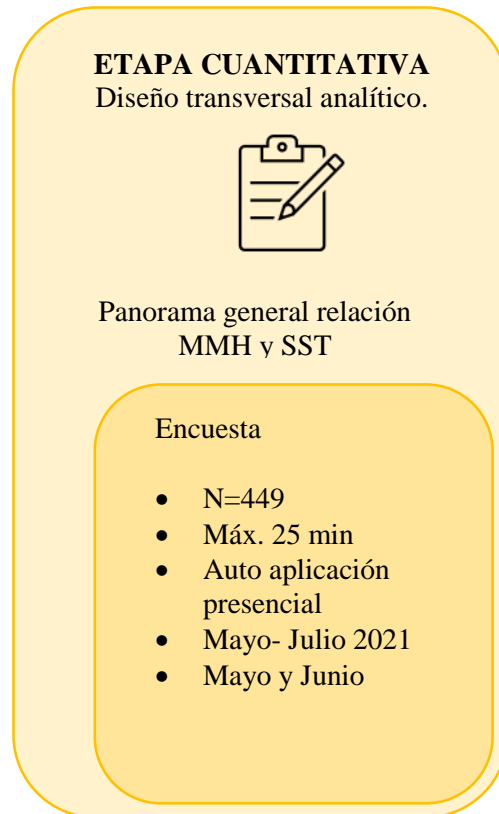 ETAPA CUANTITATIVA
Diseño transversal analítico.
Panorama general relación
MMH y SST
Encuesta
• N=449
• Máx. 25 min
• Auto aplicación
presencial
• Mayo- Julio 2021
• Mayo y Junio